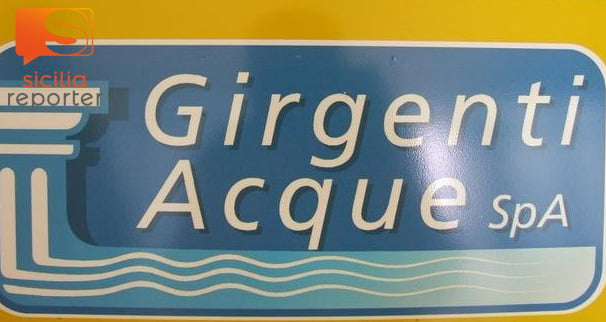 S
sicilia
reporter
Girgenti
Acque SpA